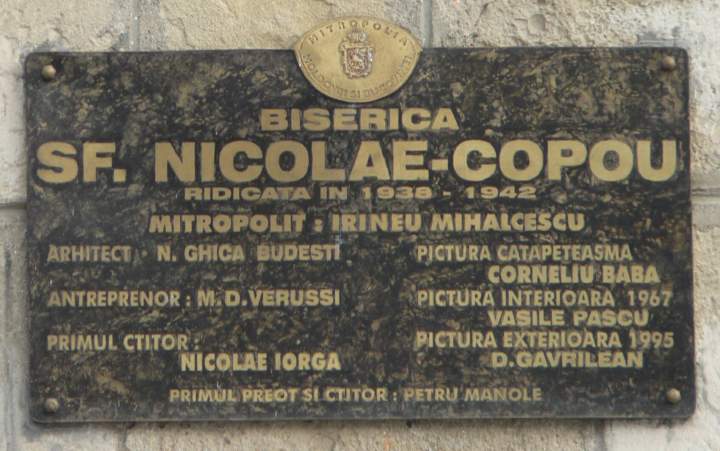 MITROPOLIA
MOLDOVEI SI BUCOVINEI
BISERICA
SF. NICOLAE-COPOU
RIDICATA IN 1938 - 1942
MITROPOLIT : IRINEU MIHALCESCU
ARHITECT · N. GHICA BUDESTI
ANTREPRENOR : M.D. VERUSSI
PRIMUL CTITOR :
NICOLAE IORGA
PICTURA CATAPETEASMA
CORNELIU BABA
PICTURA INTERIOARA 1967
VASILE PASCU
PICTURA EXTERIOARA 1995
D.GAVRILEAN
PRIMUL PREOT SI CTITOR : PETRU MANOLE